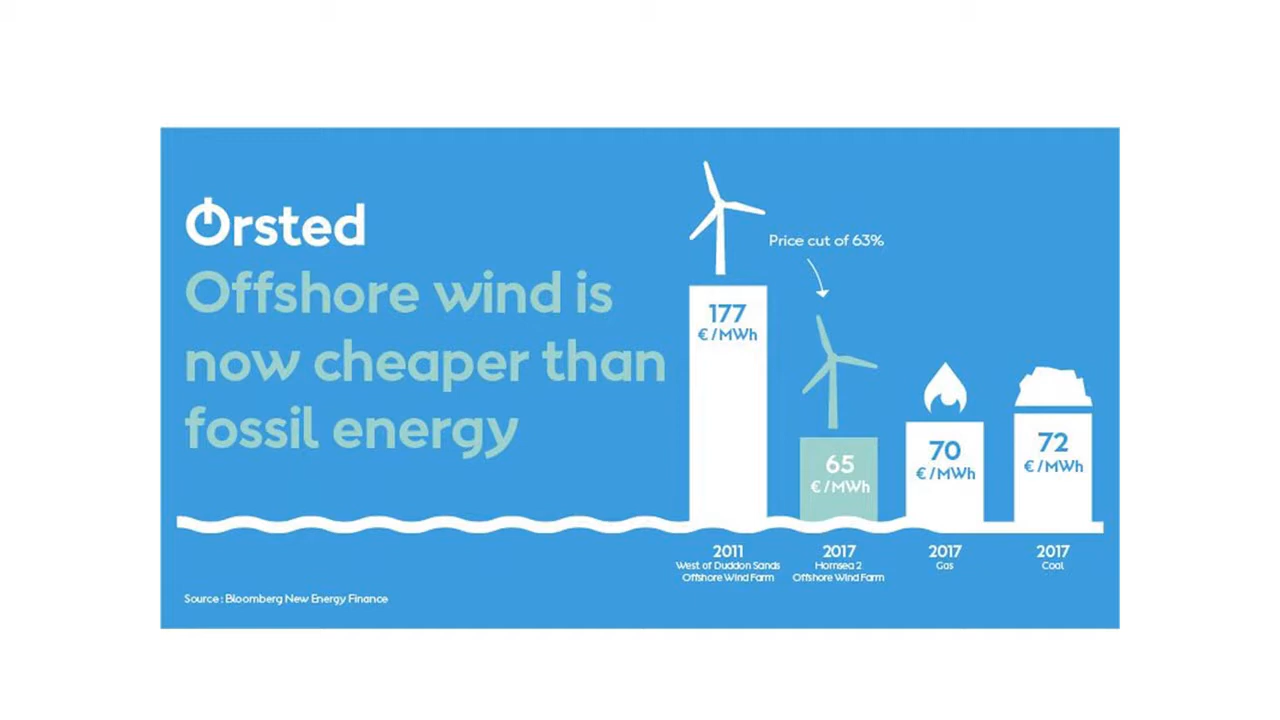 Ørsted
Offshore wind is
now cheaper than
fossil energy
Price cut of 63%
177
€/MWh
65
€/MWh
70
€/MWh
72
€/MWh
2011
West of Duddon Sands
Offshore Wind Farm
2017
Hornsea 2
Offshore Wind Farm
2017
Gas
2017
Coal
Source: Bloomberg New Energy Finance